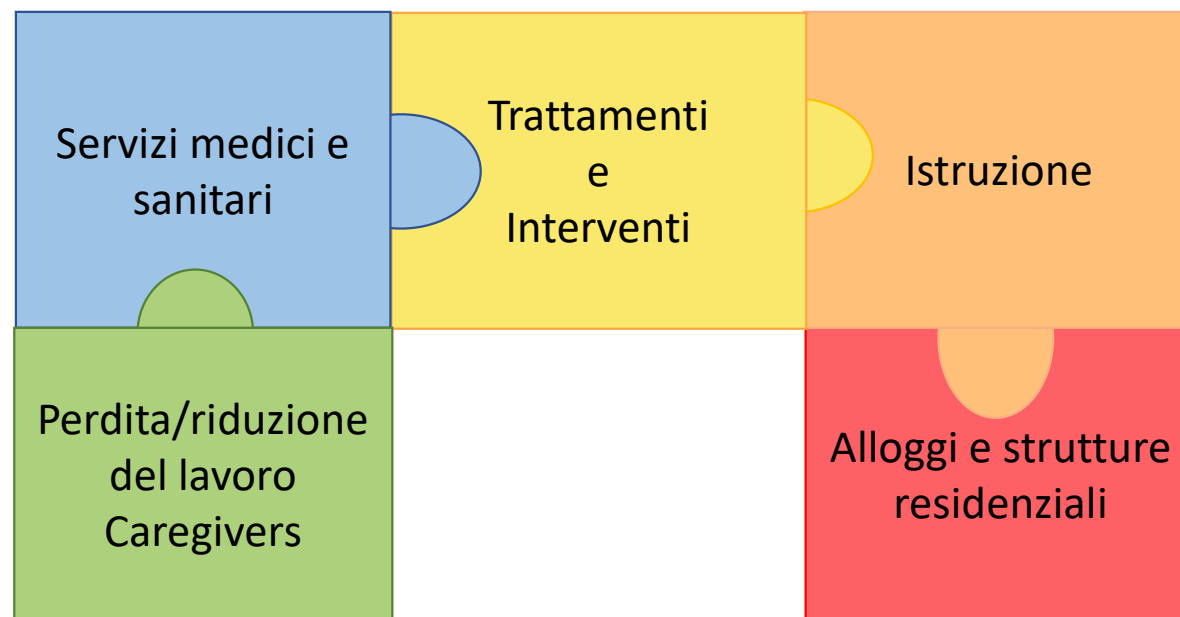 Servizi medici e
sanitari
Trattamenti
e
Interventi
Istruzione
Perdita/riduzione
del lavoro
Caregivers
Alloggi e strutture
residenziali